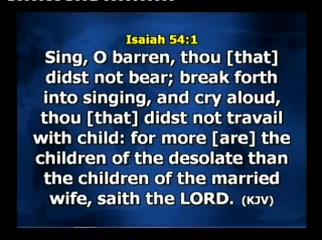 Isaiah 54:1
Sing, O barren, thou [that]
didst not bear; break forth
into singing, and cry aloud,
thou [that] didst not travail
with child: for more [are] the
children of the desolate than
the children of the married
wife, saith the LORD. (KJV)